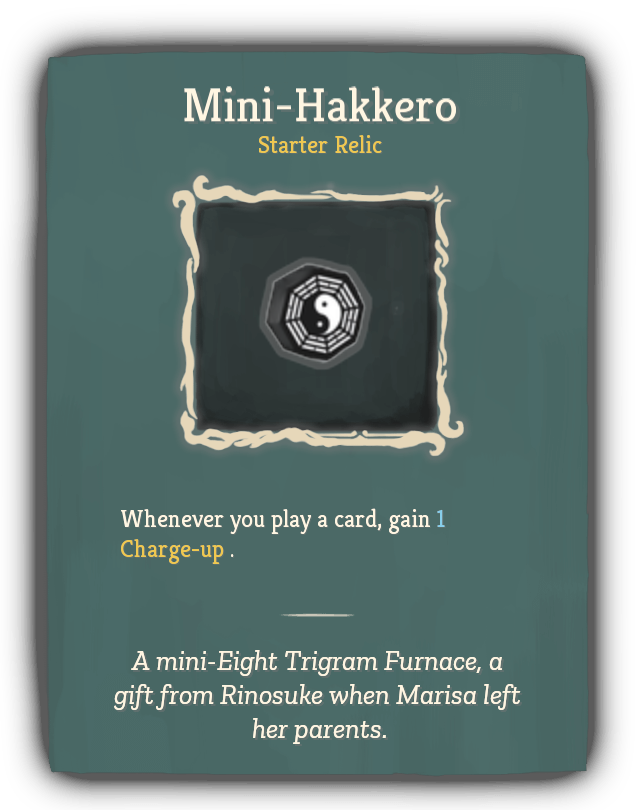 Mini-Hakkero
Starter Relic
Whenever you play a card, gain 1
Charge-up .
A mini-Eight Trigram Furnace, a
gift from Rinosuke when Marisa left
her parents.